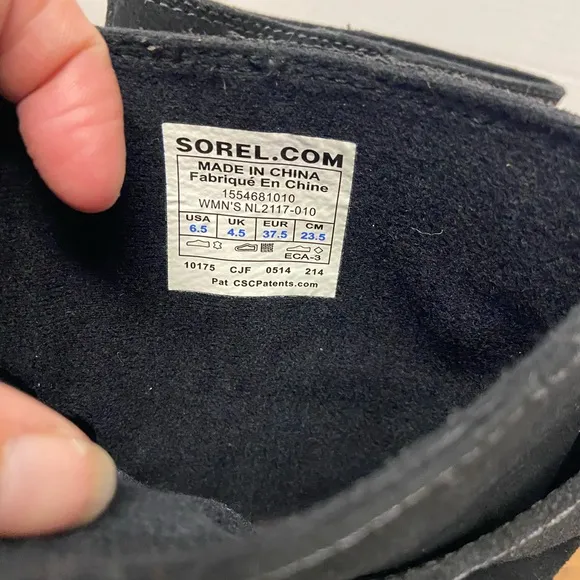 SOREL.COM
MADE IN CHINA
Fabriqué En Chine
1554681010
WMN'S NL2117-010
USA UK EUR CM
6.5 4.5 37.5 23.5
ECA-3
10175 CJF 0514 214
Pat CSCPatents.com